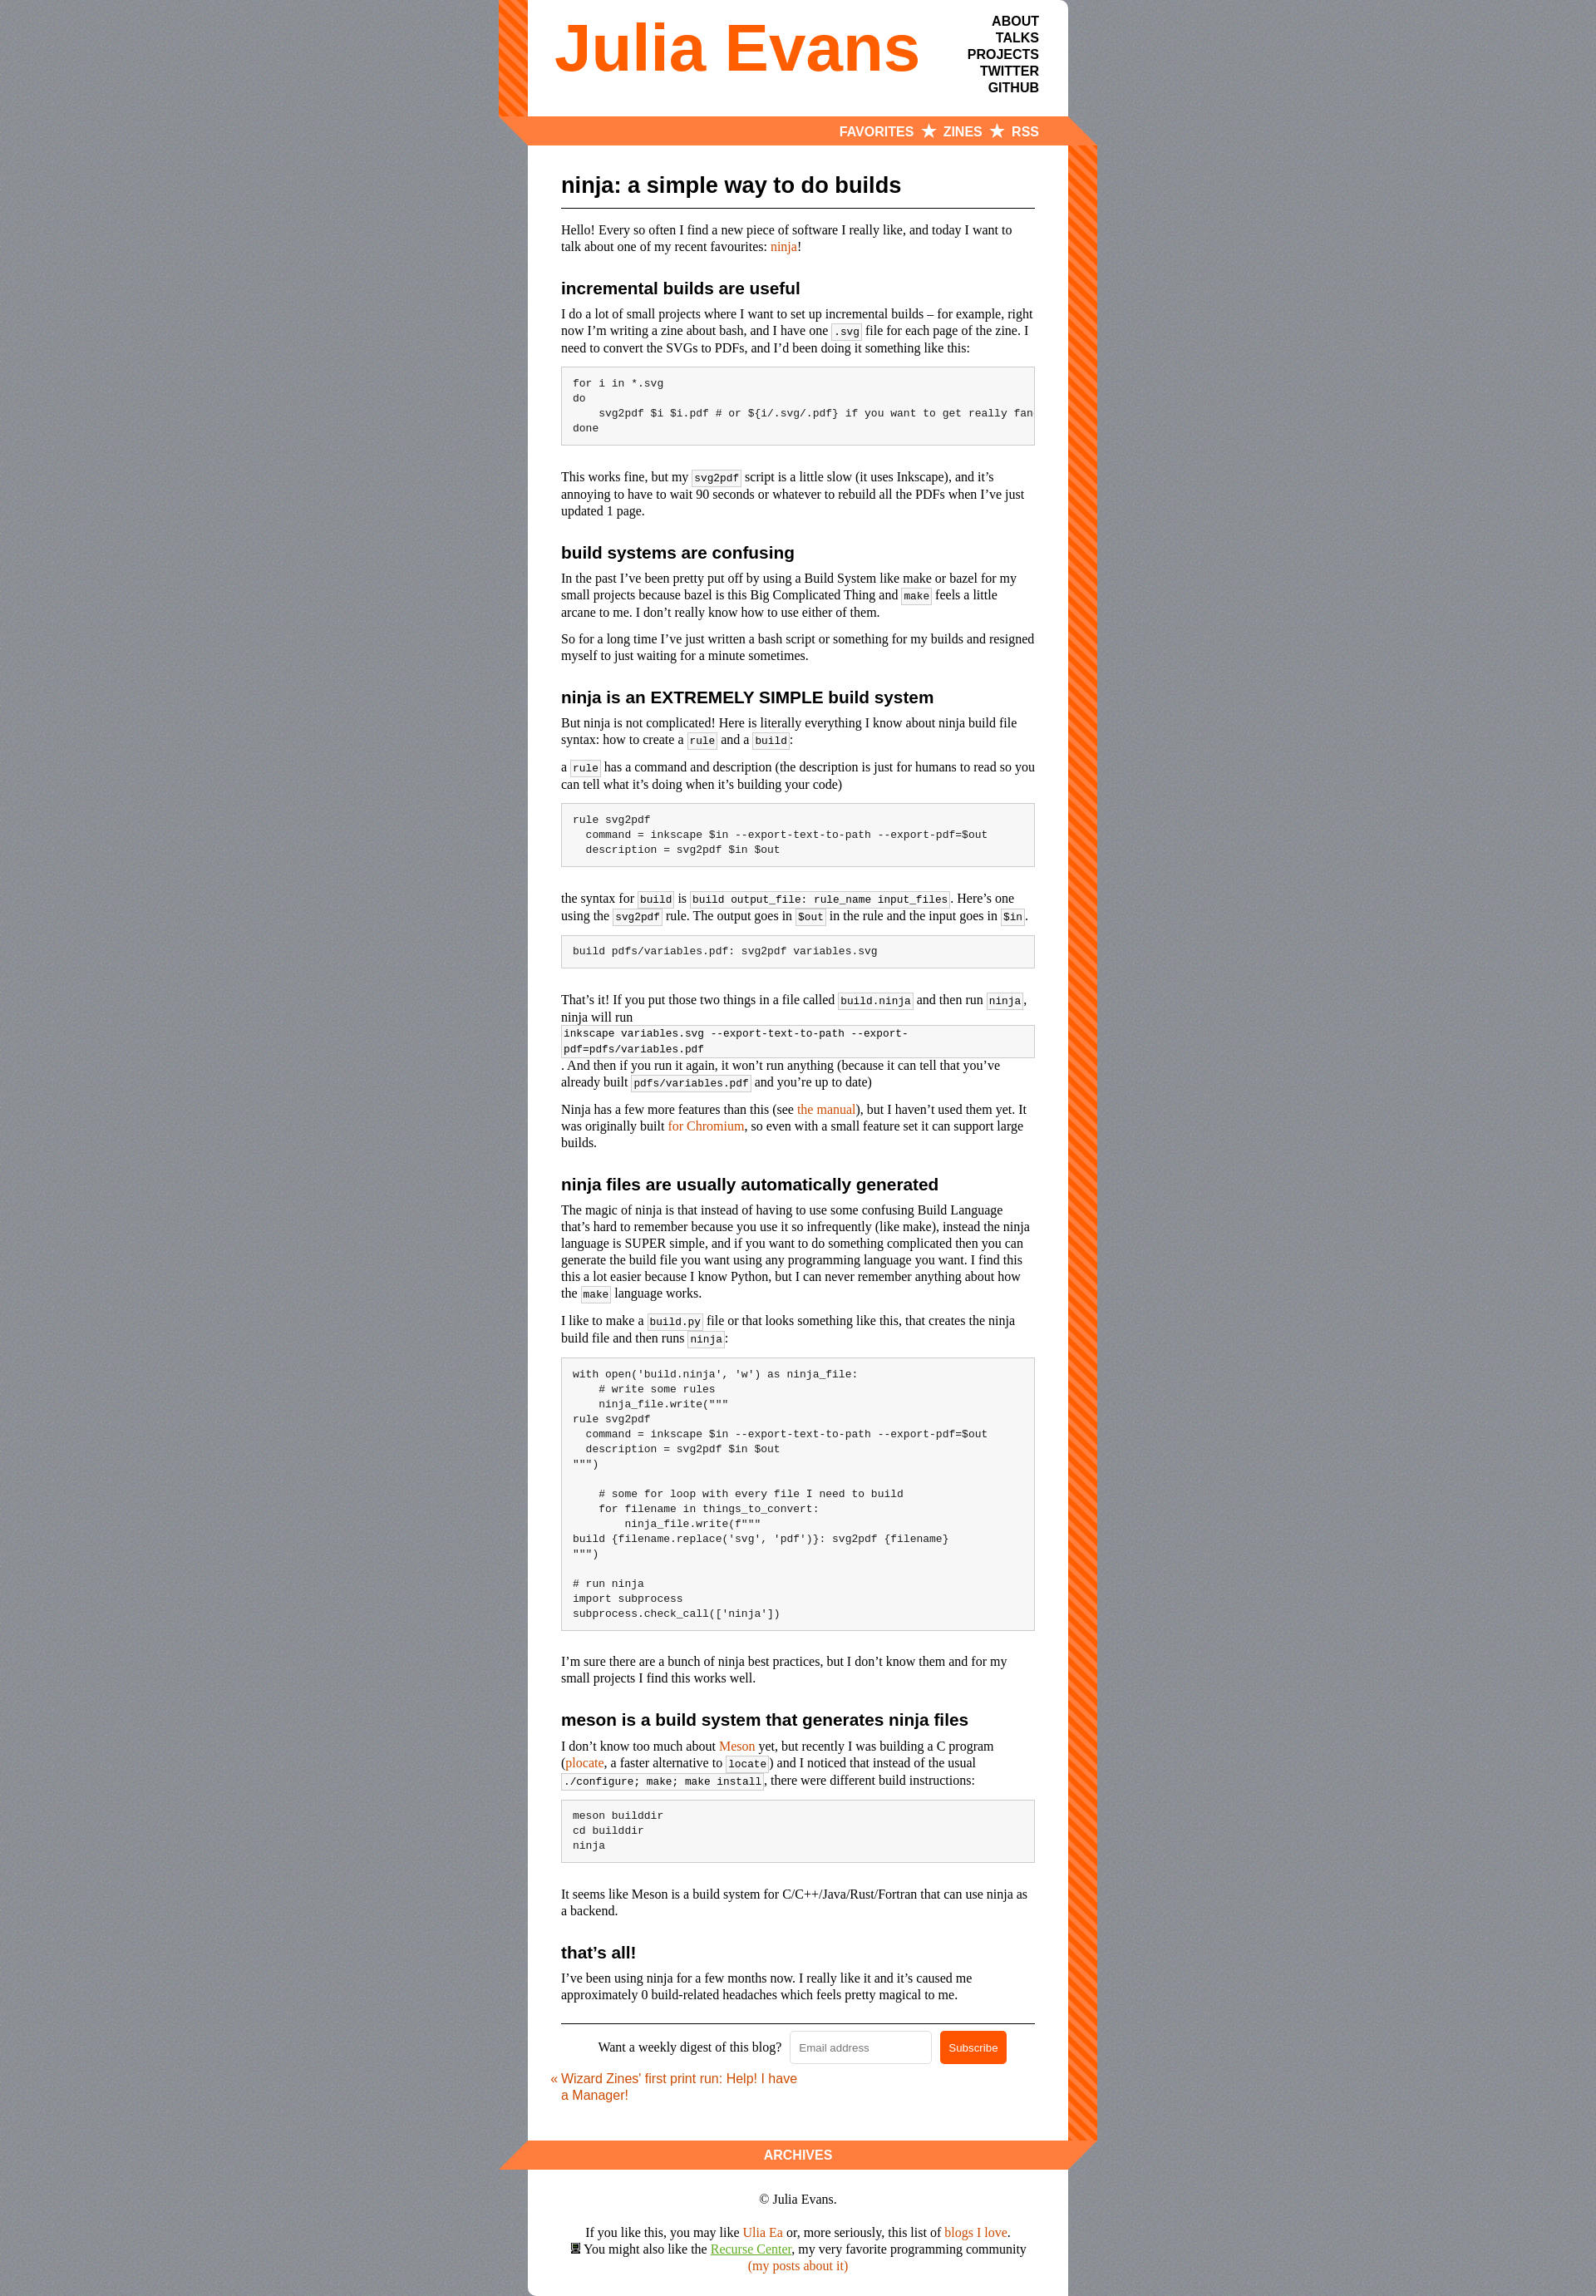 Julia Evans
ABOUT
TALKS
PROJECTS
TWITTER
GITHUB
FAVORITES ★ ZINES ★ RSS
ninja: a simple way to do builds
Hello! Every so often I find a new piece of software I really like, and today I want to
talk about one of my recent favourites: ninja!
incremental builds are useful
I do a lot of small projects where I want to set up incremental builds – for example, right
now I’m writing a zine about bash, and I have one .svg file for each page of the zine. I
need to convert the SVGs to PDFs, and I’d been doing it something like this:
for i in *.svg
do
    svg2pdf $i $i.pdf # or ${i/.svg/.pdf} if you want to get really fan
done
This works fine, but my svg2pdf script is a little slow (it uses Inkscape), and it’s
annoying to have to wait 90 seconds or whatever to rebuild all the PDFs when I’ve just
updated 1 page.
build systems are confusing
In the past I’ve been pretty put off by using a Build System like make or bazel for my
small projects because bazel is this Big Complicated Thing and make feels a little
arcane to me. I don’t really know how to use either of them.
So for a long time I’ve just written a bash script or something for my builds and resigned
myself to just waiting for a minute sometimes.
ninja is an EXTREMELY SIMPLE build system
But ninja is not complicated! Here is literally everything I know about ninja build file
syntax: how to create a rule and a build:
a rule has a command and description (the description is just for humans to read so you
can tell what it’s doing when it’s building your code)
rule svg2pdf
  command = inkscape $in --export-text-to-path --export-pdf=$out
  description = svg2pdf $in $out
the syntax for build is build output_file: rule_name input_files. Here’s one
using the svg2pdf rule. The output goes in $out in the rule and the input goes in $in.
build pdfs/variables.pdf: svg2pdf variables.svg
That’s it! If you put those two things in a file called build.ninja and then run ninja,
ninja will run
inkscape variables.svg --export-text-to-path --export-
pdf=pdfs/variables.pdf
. And then if you run it again, it won’t run anything (because it can tell that you’ve
already built pdfs/variables.pdf and you’re up to date)
Ninja has a few more features than this (see the manual), but I haven’t used them yet. It
was originally built for Chromium, so even with a small feature set it can support large
builds.
ninja files are usually automatically generated
The magic of ninja is that instead of having to use some confusing Build Language
that’s hard to remember because you use it so infrequently (like make), instead the ninja
language is SUPER simple, and if you want to do something complicated then you can
generate the build file you want using any programming language you want. I find this
this a lot easier because I know Python, but I can never remember anything about how
the make language works.
I like to make a build.py file or that looks something like this, that creates the ninja
build file and then runs ninja:
with open('build.ninja', 'w') as ninja_file:
    # write some rules
    ninja_file.write("""
rule svg2pdf
  command = inkscape $in --export-text-to-path --export-pdf=$out
  description = svg2pdf $in $out
""")
    # some for loop with every file I need to build
    for filename in things_to_convert:
        ninja_file.write(f"""
build {filename.replace('svg', 'pdf')}: svg2pdf {filename}
""")
# run ninja
import subprocess
subprocess.check_call(['ninja'])
I’m sure there are a bunch of ninja best practices, but I don’t know them and for my
small projects I find this works well.
meson is a build system that generates ninja files
I don’t know too much about Meson yet, but recently I was building a C program
(plocate, a faster alternative to locate) and I noticed that instead of the usual
./configure; make; make install, there were different build instructions:
meson builddir
cd builddir
ninja
It seems like Meson is a build system for C/C++/Java/Rust/Fortran that can use ninja as
a backend.
that’s all!
I’ve been using ninja for a few months now. I really like it and it’s caused me
approximately 0 build-related headaches which feels pretty magical to me.
Want a weekly digest of this blog? Email address Subscribe
« Wizard Zines' first print run: Help! I have
a Manager!
ARCHIVES
© Julia Evans.
If you like this, you may like Ulia Ea or, more seriously, this list of blogs I love.
You might also like the Recurse Center, my very favorite programming community
(my posts about it)